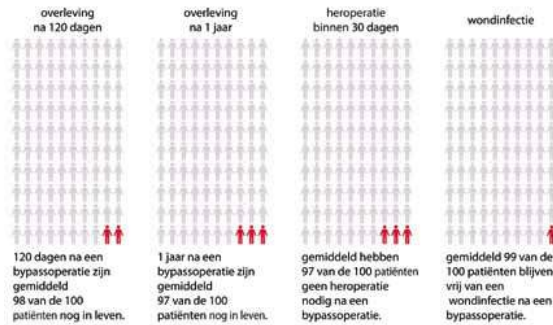 overleving
na 120 dagen
overleving
na 1 jaar
heroperatie
binnen 30 dagen
wondinfectie
120 dagen na een
bypassoperatie zijn
gemiddeld
98 van de 100
patiënten nog in leven.
1 jaar na een
bypassoperatie zijn
gemiddeld
97 van de 100
patiënten nog in leven.
gemiddeld hebben
97 van de 100 patiënten
geen heroperatie
nodig na een
bypassoperatie.
gemiddeld 99 van de
100 patiënten blijven
vrij van een
wondinfectie na een
bypassoperatie.